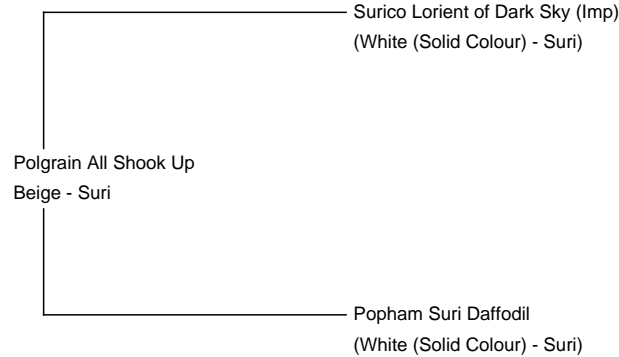 Surico Lorient of Dark Sky (Imp)
(White (Solid Colour) - Suri)
Polgrain All Shook Up
Beige - Suri
Popham Suri Daffodil
(White (Solid Colour) - Suri)